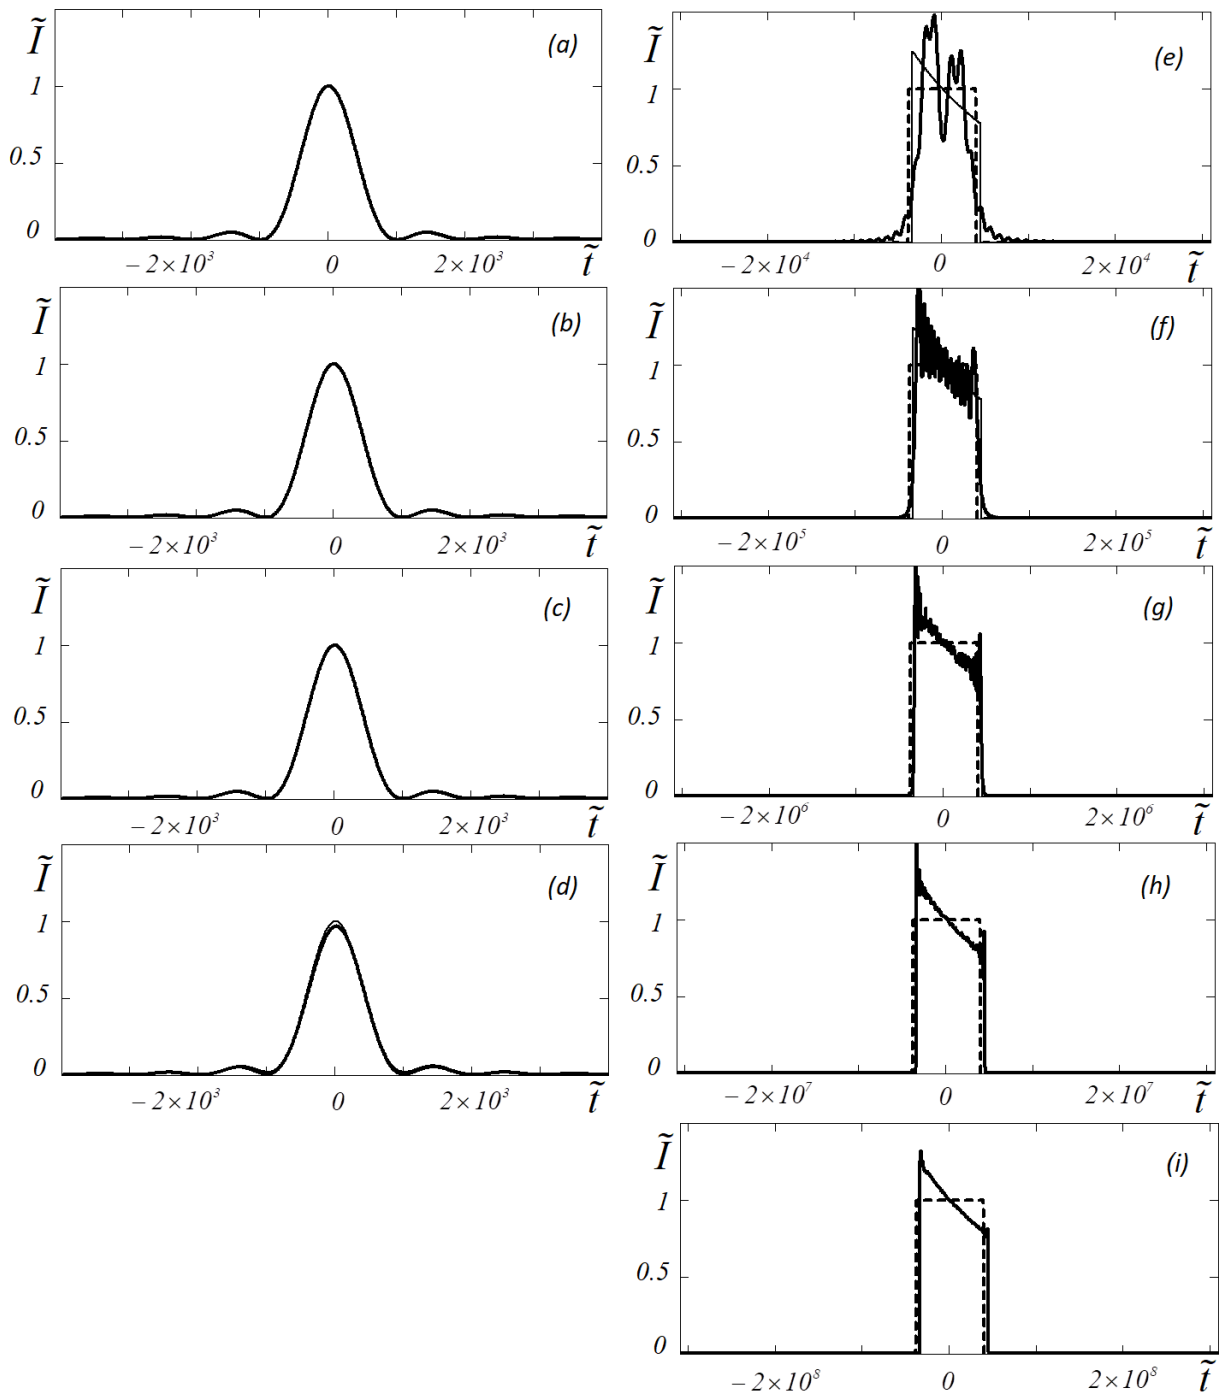 Ĩ
(a)
1
0.5
0
−2×10³ 0 2×10³ t̃
Ĩ
(b)
1
0.5
0
−2×10³ 0 2×10³ t̃
Ĩ
(c)
1
0.5
0
−2×10³ 0 2×10³ t̃
Ĩ
(d)
1
0.5
0
−2×10³ 0 2×10³ t̃
Ĩ
(e)
1
0.5
0
−2×10⁴ 0 2×10⁴ t̃
Ĩ
(f)
1
0.5
0
−2×10⁵ 0 2×10⁵ t̃
Ĩ
(g)
1
0.5
0
−2×10⁶ 0 2×10⁶ t̃
Ĩ
(h)
1
0.5
0
−2×10⁷ 0 2×10⁷ t̃
Ĩ
(i)
1
0.5
0
−2×10⁸ 0 2×10⁸ t̃